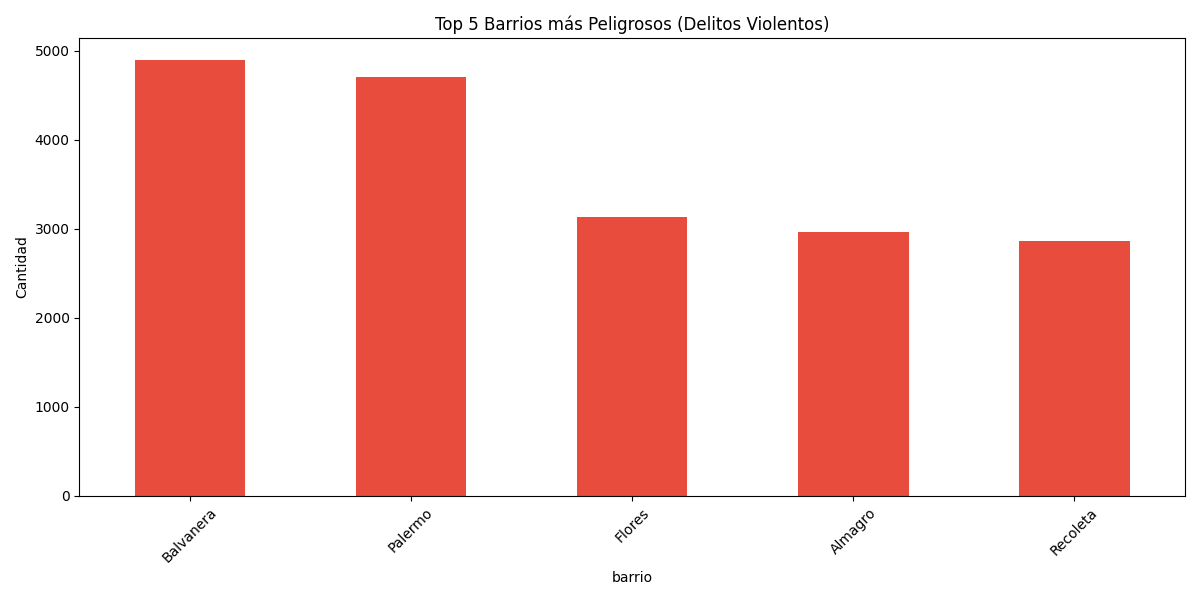 Top 5 Barrios más Peligrosos (Delitos Violentos)
5000
4000
3000
2000
1000
0
Cantidad
Balvanera
Palermo
Flores
Almagro
Recoleta
barrio